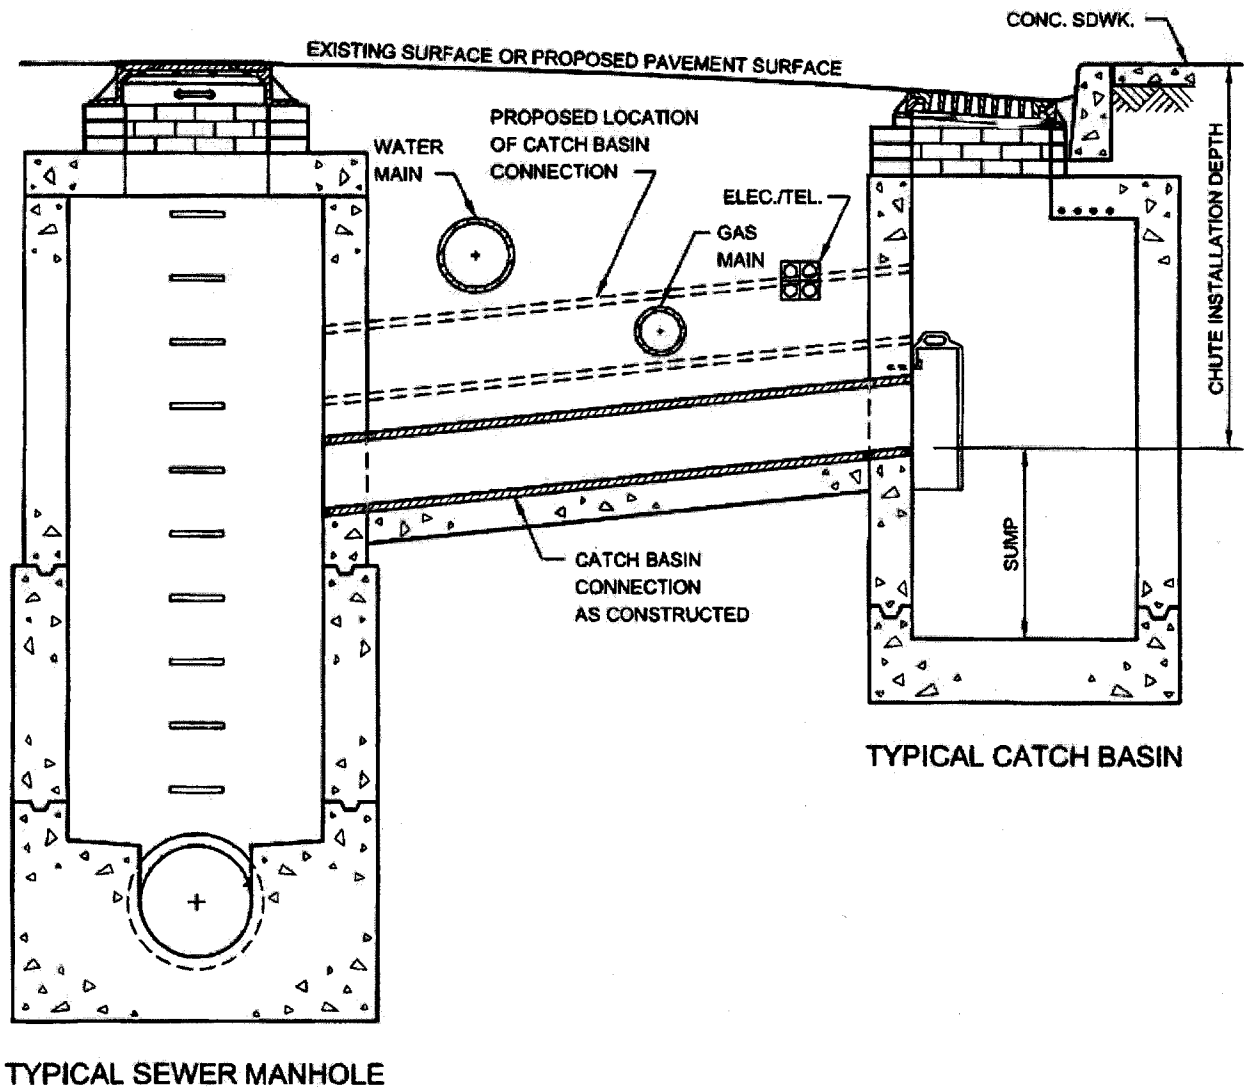 CONC. SDWK.
EXISTING SURFACE OR PROPOSED PAVEMENT SURFACE
PROPOSED LOCATION
OF CATCH BASIN
CONNECTION
WATER
MAIN
ELEC./TEL.
GAS
MAIN
CHUTE INSTALLATION DEPTH
SUMP
CATCH BASIN
CONNECTION
AS CONSTRUCTED
TYPICAL CATCH BASIN
TYPICAL SEWER MANHOLE